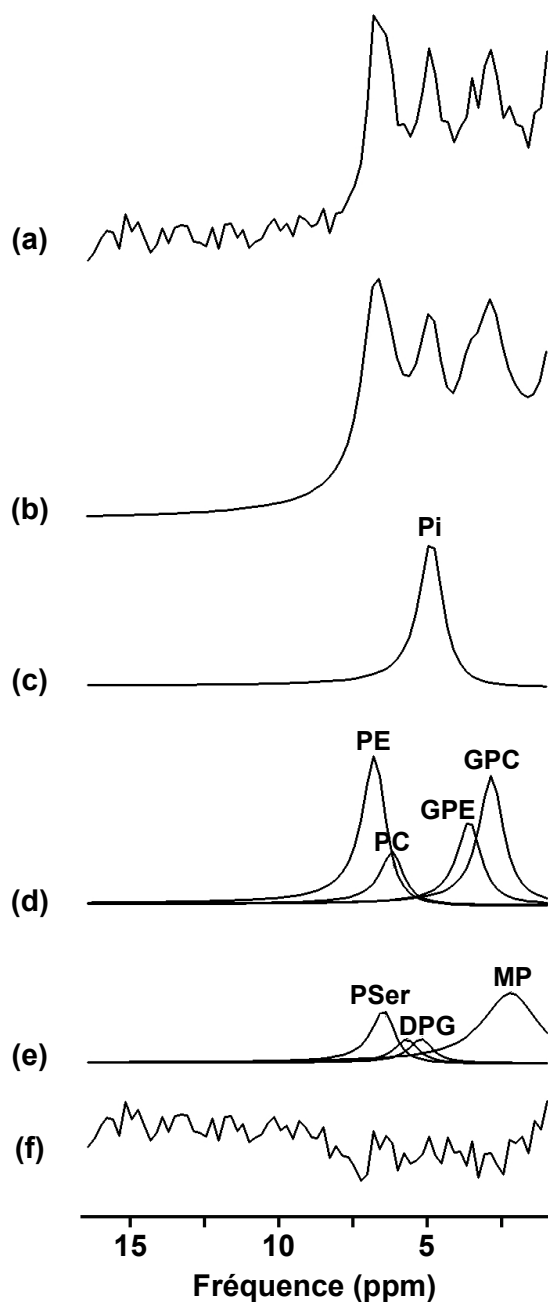 (a)
(b)
Pi
(c)
PE
GPC
GPE
PC
(d)
MP
PSer
DPG
(e)
(f)
15 10 5
Fréquence (ppm)